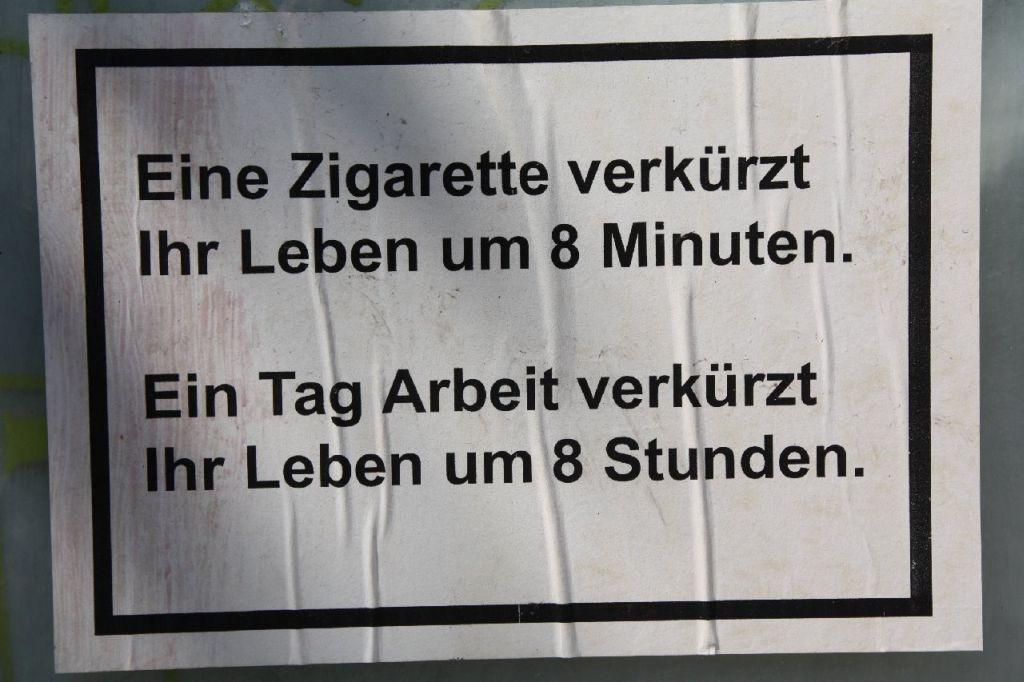 Eine Zigarette verkürzt
Ihr Leben um 8 Minuten.
Ein Tag Arbeit verkürzt
Ihr Leben um 8 Stunden.